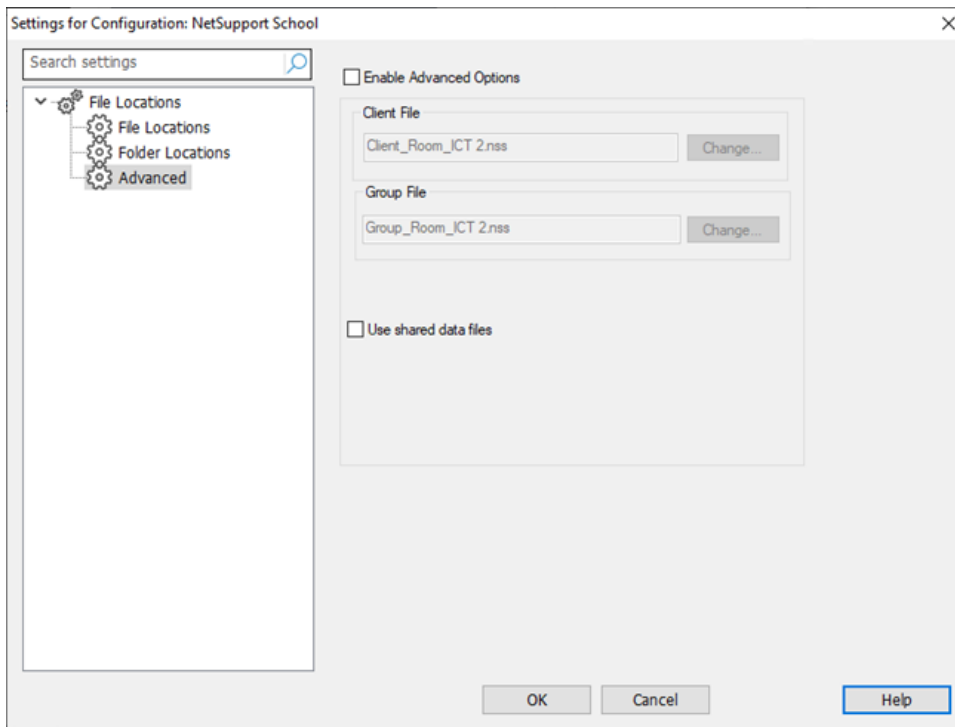 Settings for Configuration: NetSupport School
Search settings
File Locations
File Locations
Folder Locations
Advanced
Enable Advanced Options
Client File
Client_Room_ICT 2.nss
Change...
Group File
Group_Room_ICT 2.nss
Change...
Use shared data files
OK
Cancel
Help